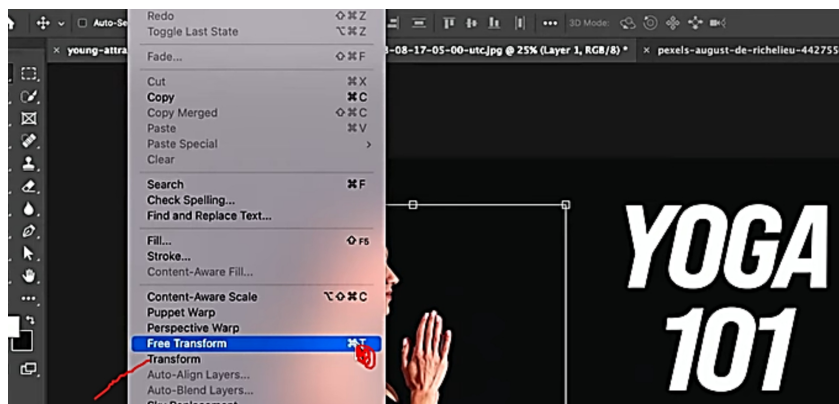 Auto-Se
3D Mode:
× young-attra
-08-17-05-00-utc.jpg @ 25% (Layer 1, RGB/8) *
× pexels-august-de-richelieu-442755
Redo ⇧⌘Z
Toggle Last State ⌥⌘Z
Fade... ⇧⌘F
Cut ⌘X
Copy ⌘C
Copy Merged ⇧⌘C
Paste ⌘V
Paste Special >
Clear
Search ⌘F
Check Spelling...
Find and Replace Text...
Fill... ⇧F5
Stroke...
Content-Aware Fill...
Content-Aware Scale ⌥⇧⌘C
Puppet Warp
Perspective Warp
Free Transform ⌘T
Transform
Auto-Align Layers...
Auto-Blend Layers...
YOGA
101